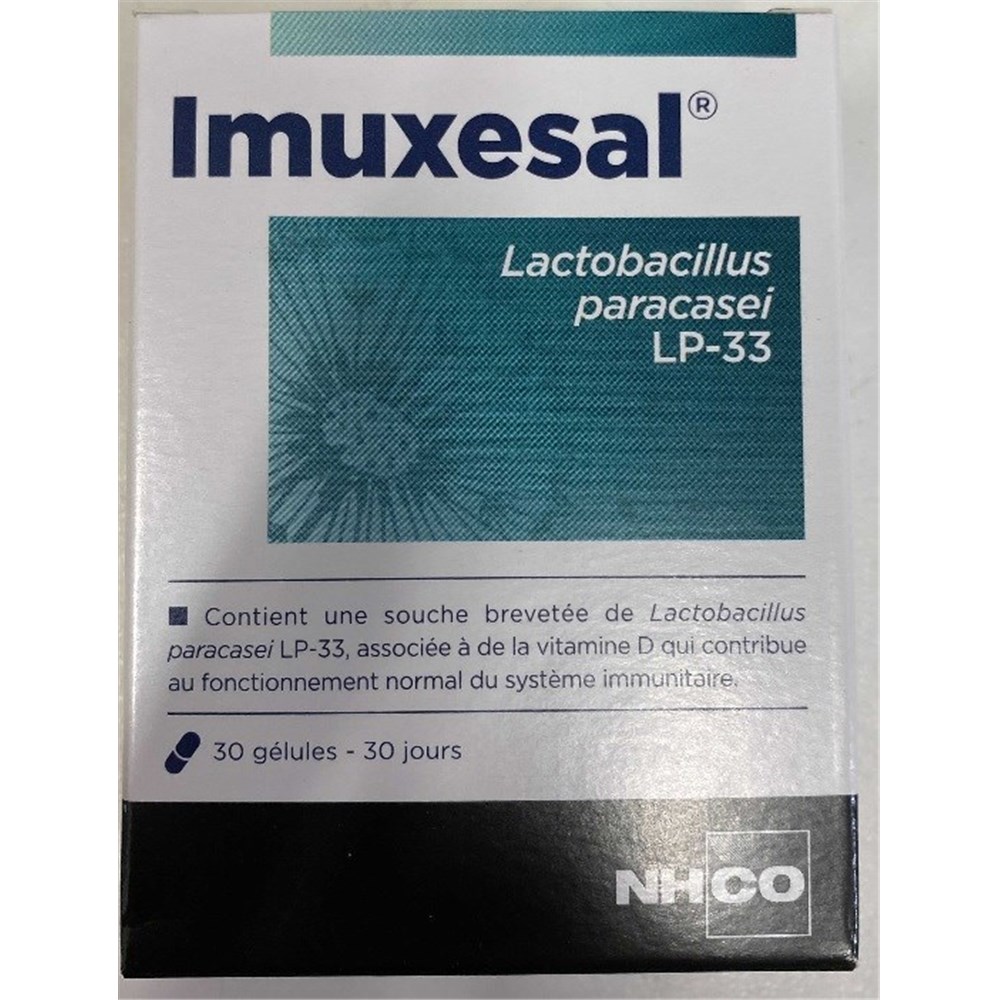 Imuxesal®
Lactobacillus
paracasei
LP-33
Contient une souche brevetée de Lactobacillus
paracasei LP-33, associée à de la vitamine D qui contribue
au fonctionnement normal du système immunitaire.
30 gélules - 30 jours
NHCO